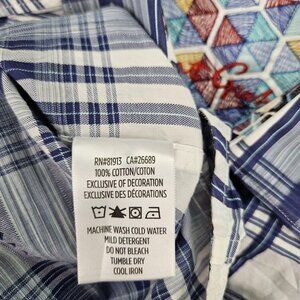 RN#81913 CA#26689
100% COTTON/COTON
EXCLUSIVE OF DECORATION
EXCLUSIVE DES DÉCORATIONS
MACHINE WASH COLD WATER
MILD DETERGENT
DO NOT BLEACH
TUMBLE DRY
COOL IRON